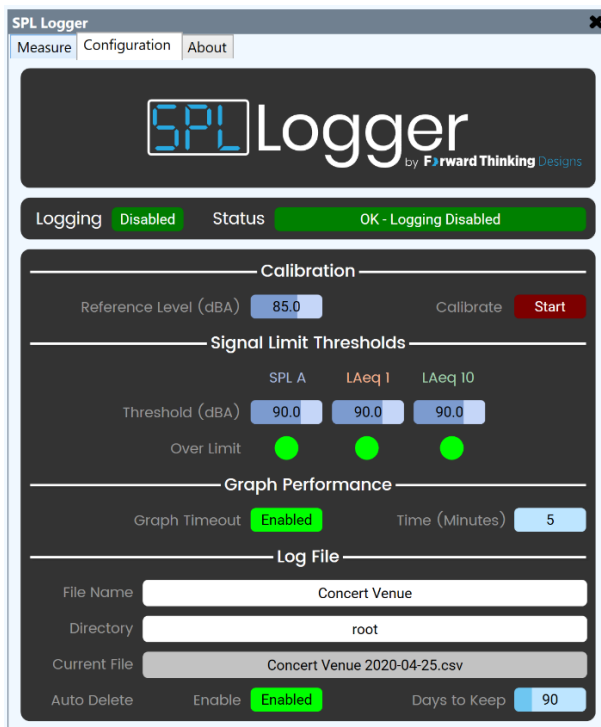 SPL Logger
Measure Configuration About
SPL Logger
by Forward Thinking Designs
Logging Disabled Status OK - Logging Disabled
Calibration
Reference Level (dBA) 85.0 Calibrate Start
Signal Limit Thresholds
SPL A LAeq 1 LAeq 10
Threshold (dBA) 90.0 90.0 90.0
Over Limit
Graph Performance
Graph Timeout Enabled Time (Minutes) 5
Log File
File Name Concert Venue
Directory root
Current File Concert Venue 2020-04-25.csv
Auto Delete Enable Enabled Days to Keep 90